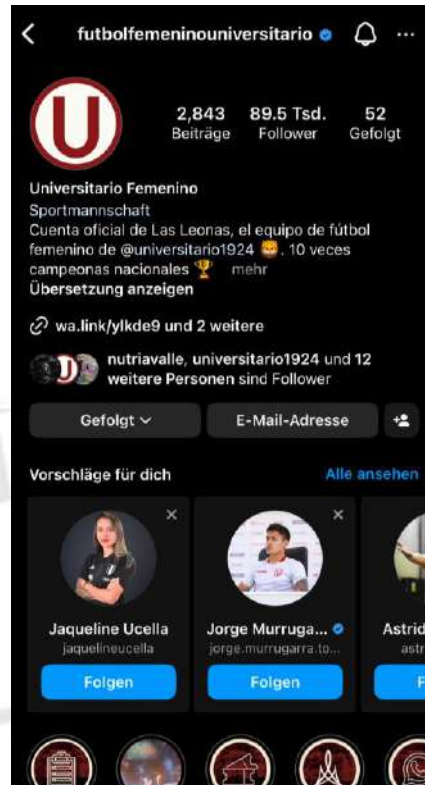 futbolfemeninouniversitario
U
2,843 89.5 Tsd. 52
Beiträge Follower Gefolgt
Universitario Femenino
Sportmannschaft
Cuenta oficial de Las Leonas, el equipo de fútbol
femenino de @universitario1924 🦁. 10 veces
campeonas nacionales 🏆 mehr
Übersetzung anzeigen
wa.link/ylkde9 und 2 weitere
nutriavalle, universitario1924 und 12
weitere Personen sind Follower
Gefolgt E-Mail-Adresse
Vorschläge für dich Alle ansehen
Jaqueline Ucella Jorge Murruga... Astrid
jaquelineucella jorge.murrugarra.to... astr
Folgen Folgen F